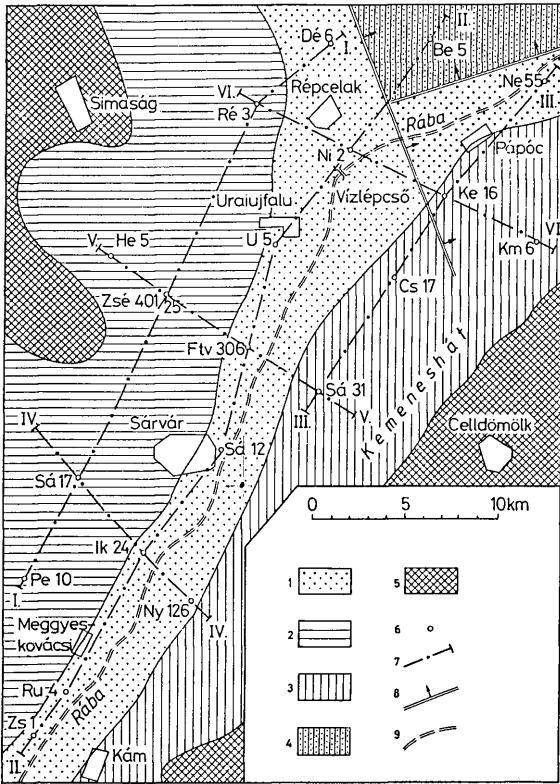 Dé 6
I.
II.
Be 5
Simaság
VI.
Répcelak
Ré 3
Ne 55
III.
Rába
Pápóc
Ni 2
Vízlépcső
Uraiujfalu
Ke 16
V.
He 5
U 5
Km 6
VI.
Zsé 401
25
Cs 17
Ftv 306
Sá 31
III.
V.
Kemeneshát
IV.
Sárvár
Celldömölk
Sá 12
Sá 17
0 5 10km
Ik 24
Pe 10
I.
Ny 126
IV.
Meggyes-
kovácsi
Ru 4
Rába
Zs 1
II.
Kám
1 5
2 6
3 7
8
4 9